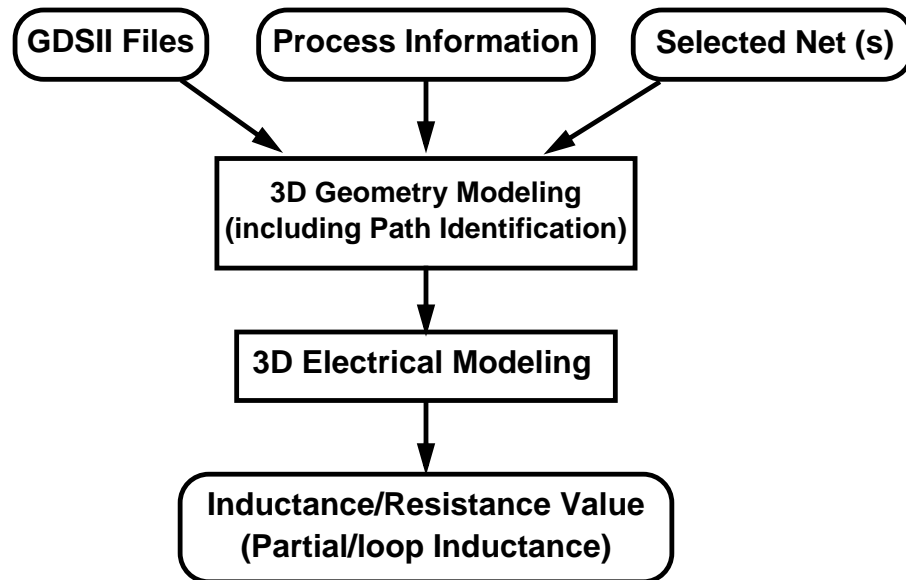 GDSII Files
Process Information
Selected Net (s)
3D Geometry Modeling
(including Path Identification)
3D Electrical Modeling
Inductance/Resistance Value
(Partial/loop Inductance)